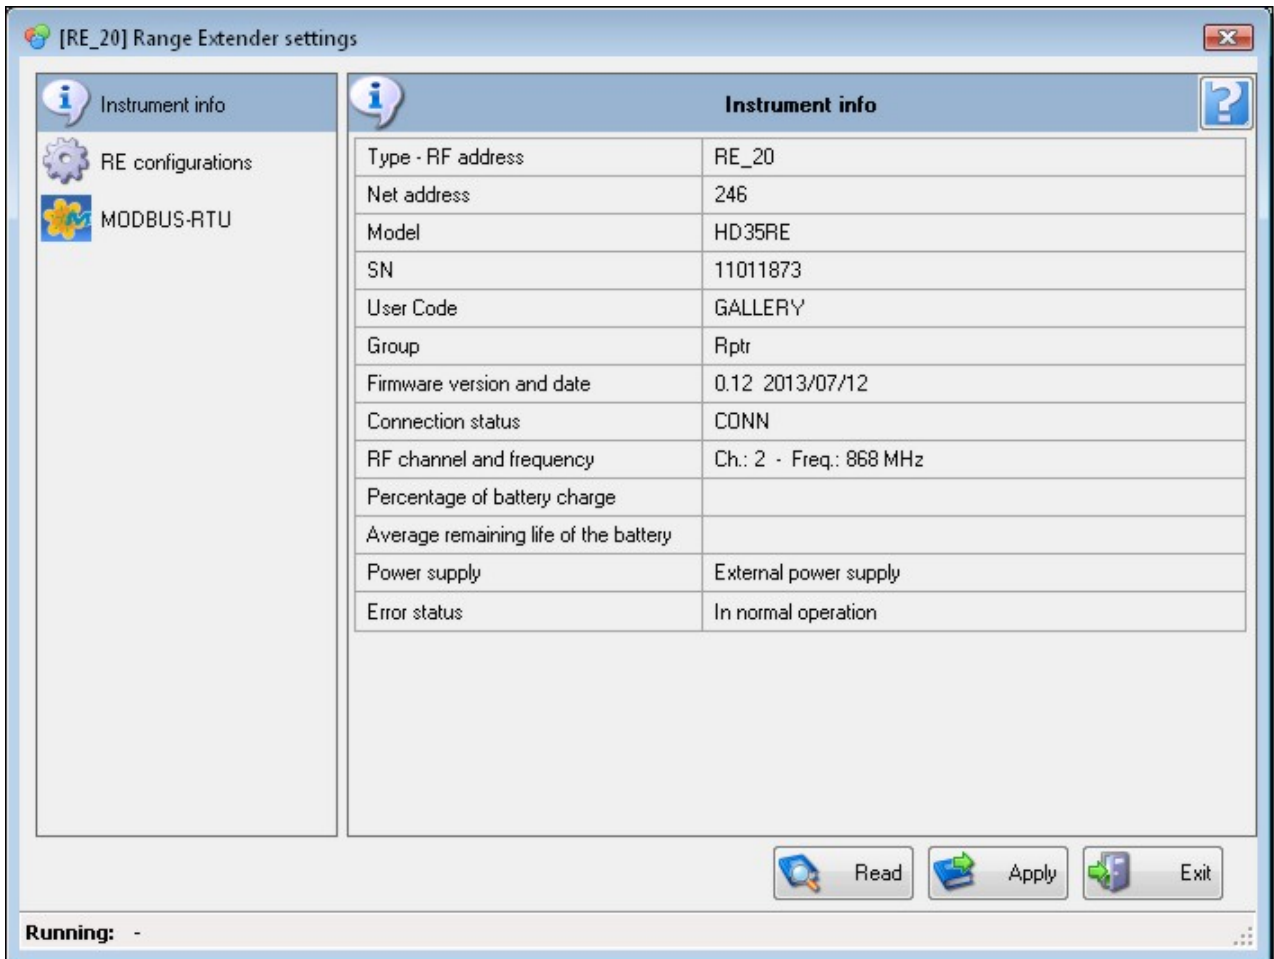 [RE_20] Range Extender settings
Instrument info
RE configurations
MODBUS-RTU
Instrument info
Type - RF address RE_20
Net address 246
Model HD35RE
SN 11011873
User Code GALLERY
Group Rptr
Firmware version and date 0.12 2013/07/12
Connection status CONN
RF channel and frequency Ch.: 2 - Freq.: 868 MHz
Percentage of battery charge
Average remaining life of the battery
Power supply External power supply
Error status In normal operation
Read Apply Exit
Running: -